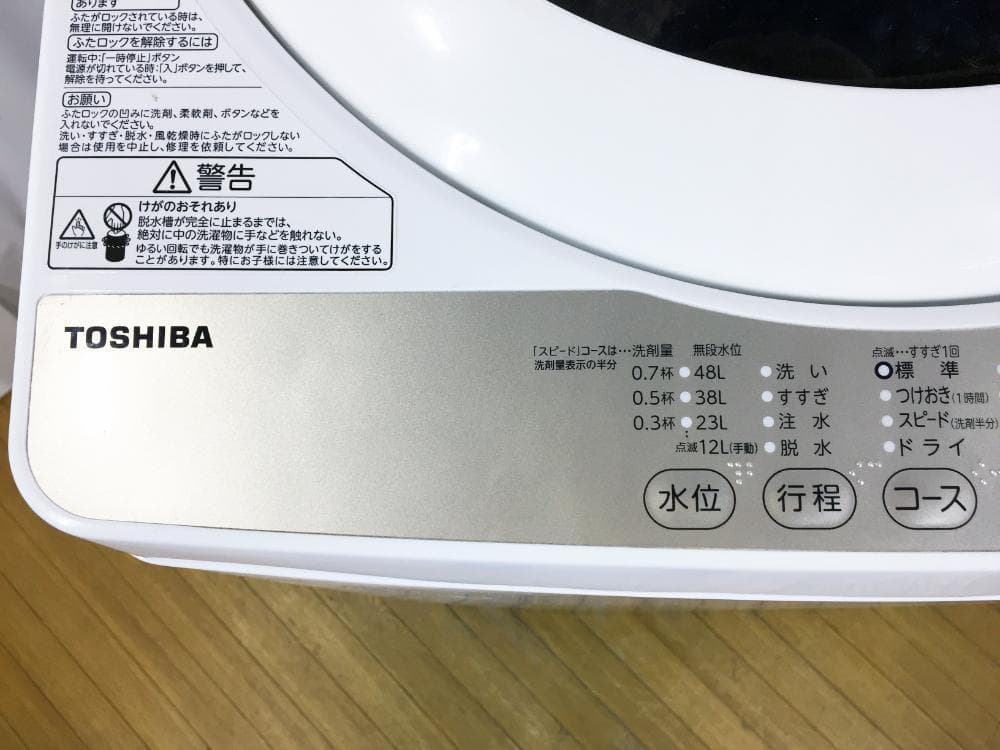 あります
ふたがロックされている時は、
無理に開けないでください。
ふたロックを解除するには
運転中:「一時停止」ボタン
電源が切れている時:「入」ボタンを押して、
解除を待ってください。
お願い
ふたロックの凹みに洗剤、柔軟剤、ボタンなどを
入れないでください。
洗い・すすぎ・脱水・風乾燥時にふたがロックしない
場合は使用を中止し、修理を依頼してください。
警告
けがのおそれあり
脱水槽が完全に止まるまでは、
絶対に中の洗濯物に手などを触れない。
ゆるい回転でも洗濯物が手に巻きついてけがをする
ことがあります。特にお子様には注意してください。
手のけがに注意
TOSHIBA
「スピード」コースは…洗剤量 無段水位
洗剤量表示の半分
0.7杯 48L
0.5杯 38L
0.3杯 23L
点滅 12L(手動)
水位
洗い
すすぎ
注水
脱水
行程
点滅…すすぎ1回
標準
つけおき(1時間)
スピード(洗剤半分)
ドライ
コース